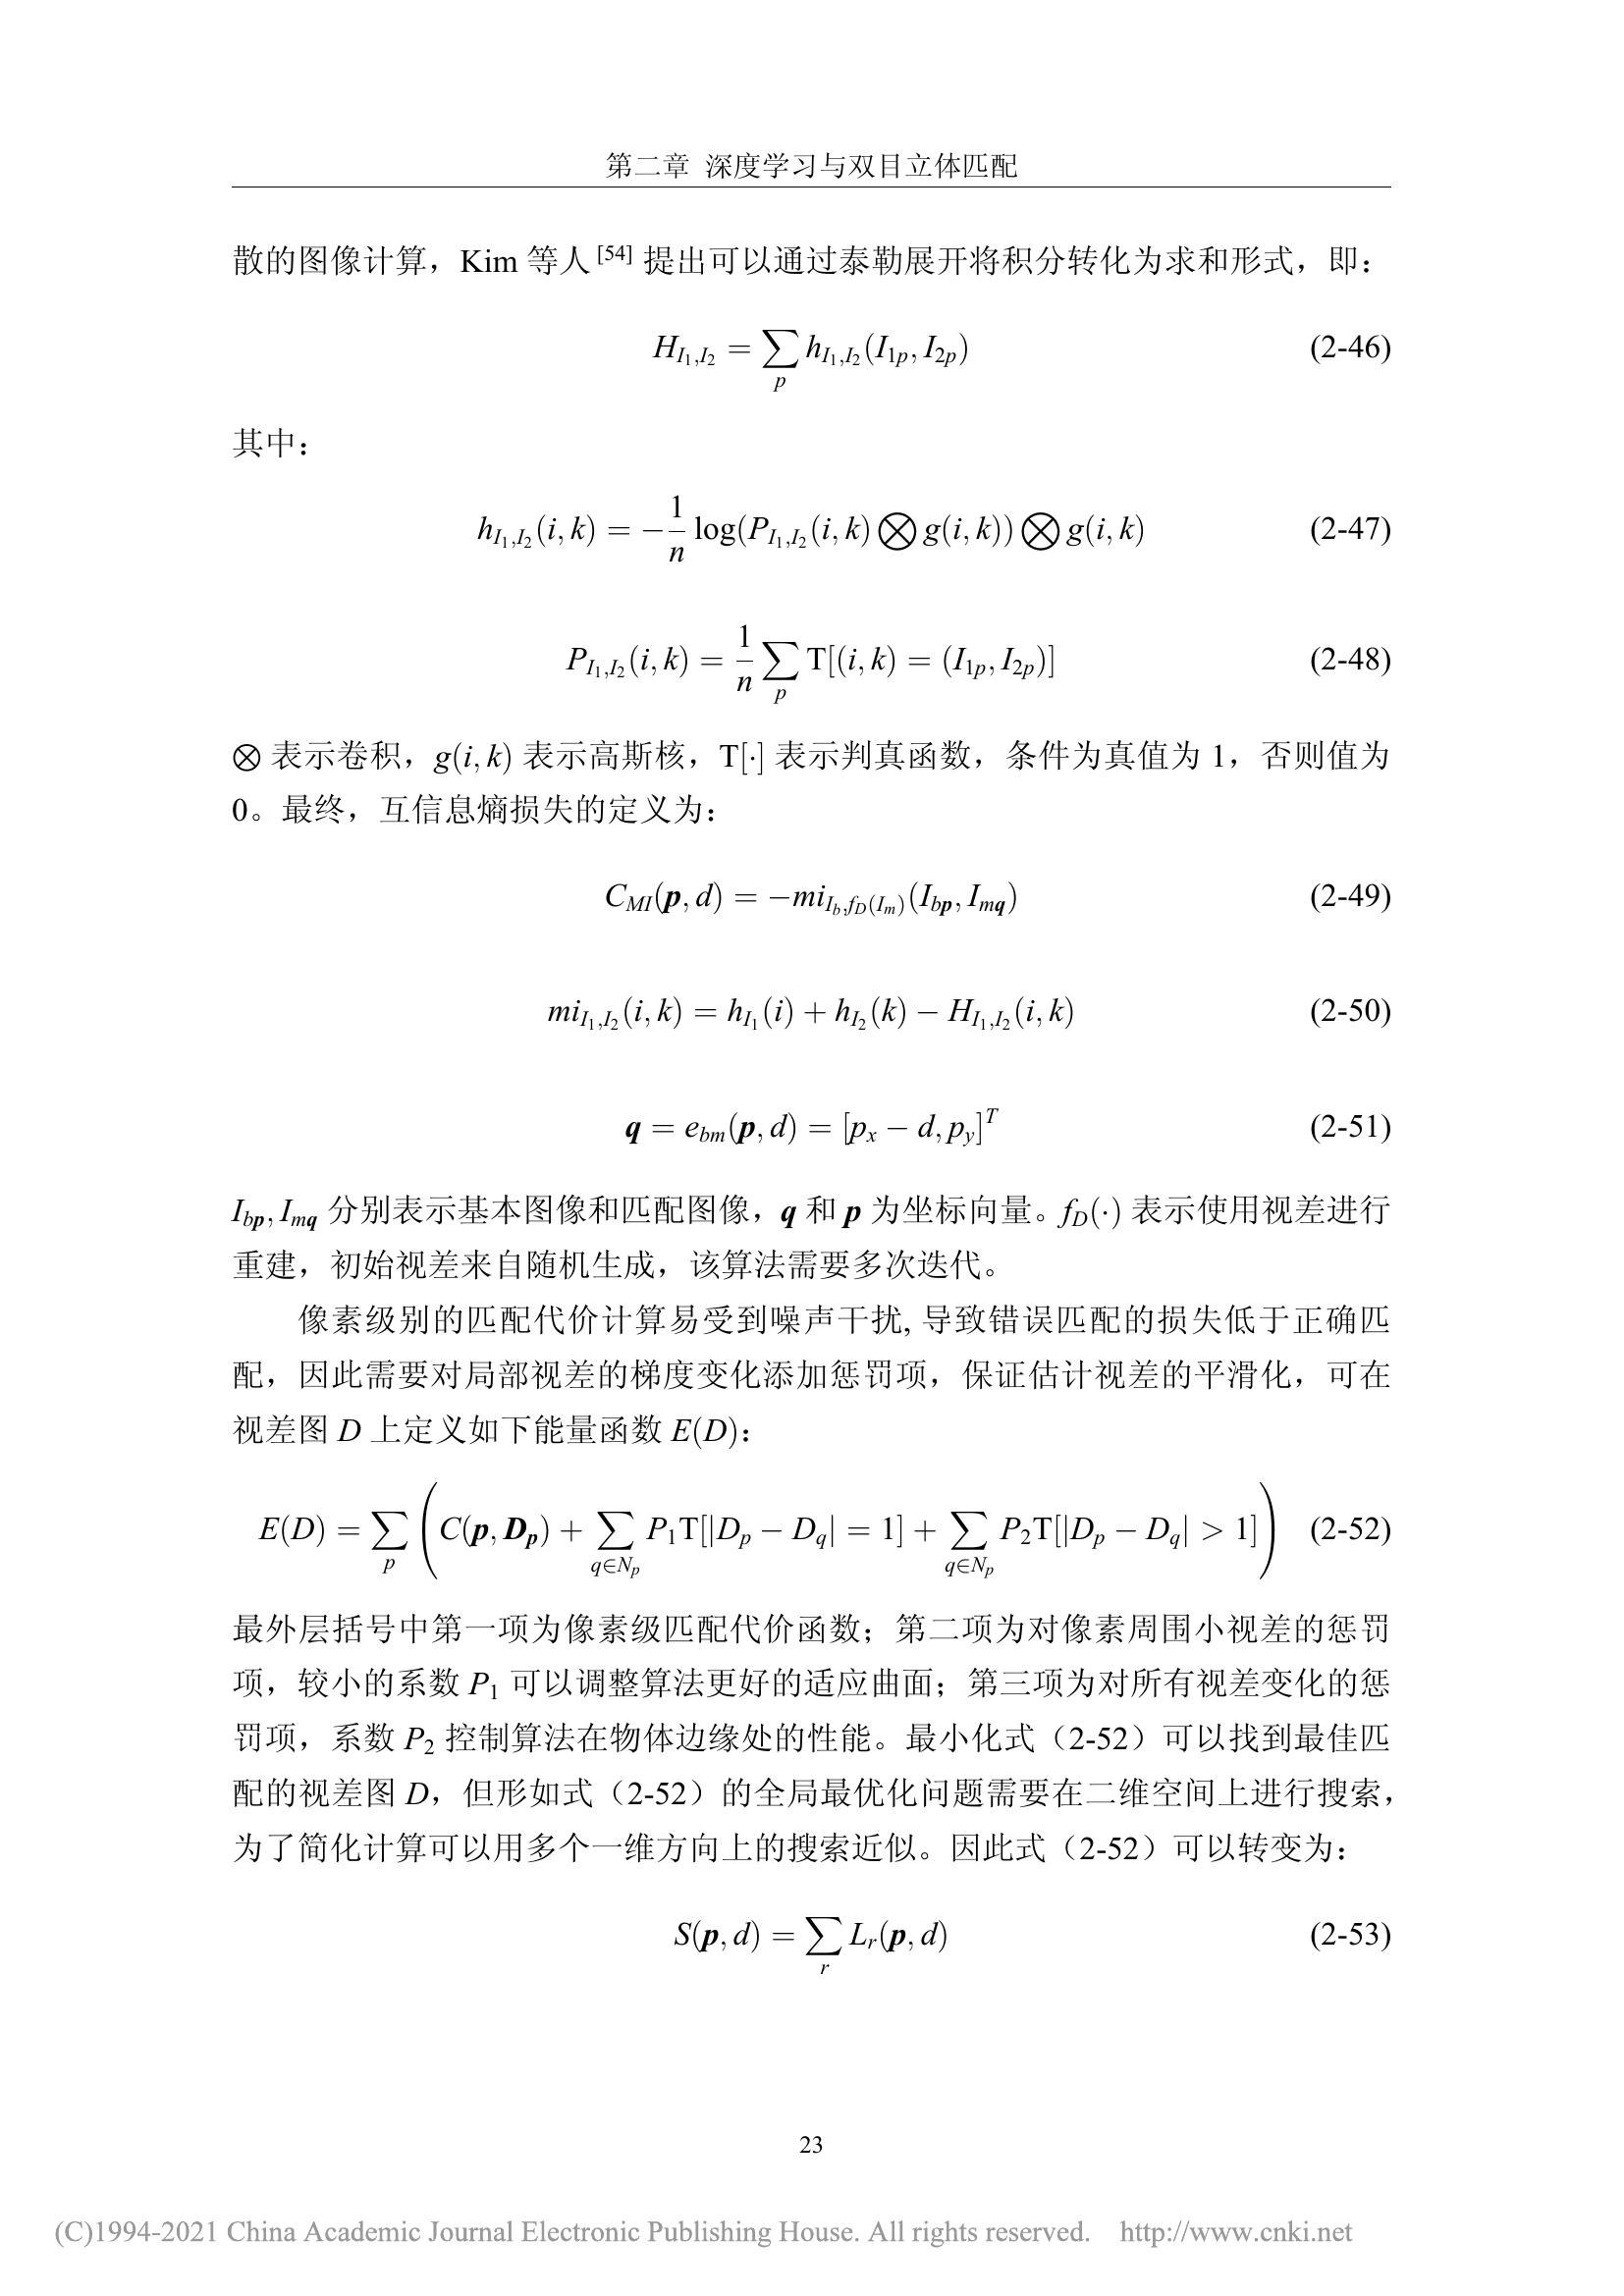 第二章 深度学习与双目立体匹配
散的图像计算，Kim 等人 [54] 提出可以通过泰勒展开将积分转化为求和形式，即：
$H_{I_1,I_2} = \sum_{p} h_{I_1,I_2}(I_{1p}, I_{2p})$ (2-46)
其中：
$h_{I_1,I_2}(i,k) = -\frac{1}{n} \log(P_{I_1,I_2}(i,k) \bigotimes g(i,k)) \bigotimes g(i,k)$ (2-47)
$P_{I_1,I_2}(i,k) = \frac{1}{n} \sum_{p} \mathrm{T}[(i,k) = (I_{1p}, I_{2p})]$ (2-48)
⊗ 表示卷积，$g(i,k)$ 表示高斯核，T[·] 表示判真函数，条件为真值为 1，否则值为
0。最终，互信息熵损失的定义为：
$C_{MI}(\boldsymbol{p}, d) = -mi_{I_b, f_D(I_m)}(I_{b\boldsymbol{p}}, I_{m\boldsymbol{q}})$ (2-49)
$mi_{I_1,I_2}(i,k) = h_{I_1}(i) + h_{I_2}(k) - H_{I_1,I_2}(i,k)$ (2-50)
$\boldsymbol{q} = e_{bm}(\boldsymbol{p}, d) = [p_x - d, p_y]^T$ (2-51)
$I_{b\boldsymbol{p}}, I_{m\boldsymbol{q}}$ 分别表示基本图像和匹配图像，$\boldsymbol{q}$ 和 $\boldsymbol{p}$ 为坐标向量。$f_D(\cdot)$ 表示使用视差进行
重建，初始视差来自随机生成，该算法需要多次迭代。
像素级别的匹配代价计算易受到噪声干扰, 导致错误匹配的损失低于正确匹
配，因此需要对局部视差的梯度变化添加惩罚项，保证估计视差的平滑化，可在
视差图 $D$ 上定义如下能量函数 $E(D)$：
$E(D) = \sum_{p} \left( C(\boldsymbol{p}, \boldsymbol{D_p}) + \sum_{q \in N_p} P_1 \mathrm{T}[|D_p - D_q| = 1] + \sum_{q \in N_p} P_2 \mathrm{T}[|D_p - D_q| > 1] \right)$ (2-52)
最外层括号中第一项为像素级匹配代价函数；第二项为对像素周围小视差的惩罚
项，较小的系数 $P_1$ 可以调整算法更好的适应曲面；第三项为对所有视差变化的惩
罚项，系数 $P_2$ 控制算法在物体边缘处的性能。最小化式（2-52）可以找到最佳匹
配的视差图 $D$，但形如式（2-52）的全局最优化问题需要在二维空间上进行搜索，
为了简化计算可以用多个一维方向上的搜索近似。因此式（2-52）可以转变为：
$S(\boldsymbol{p}, d) = \sum_{r} L_r(\boldsymbol{p}, d)$ (2-53)
23
(C)1994-2021 China Academic Journal Electronic Publishing House. All rights reserved. http://www.cnki.net